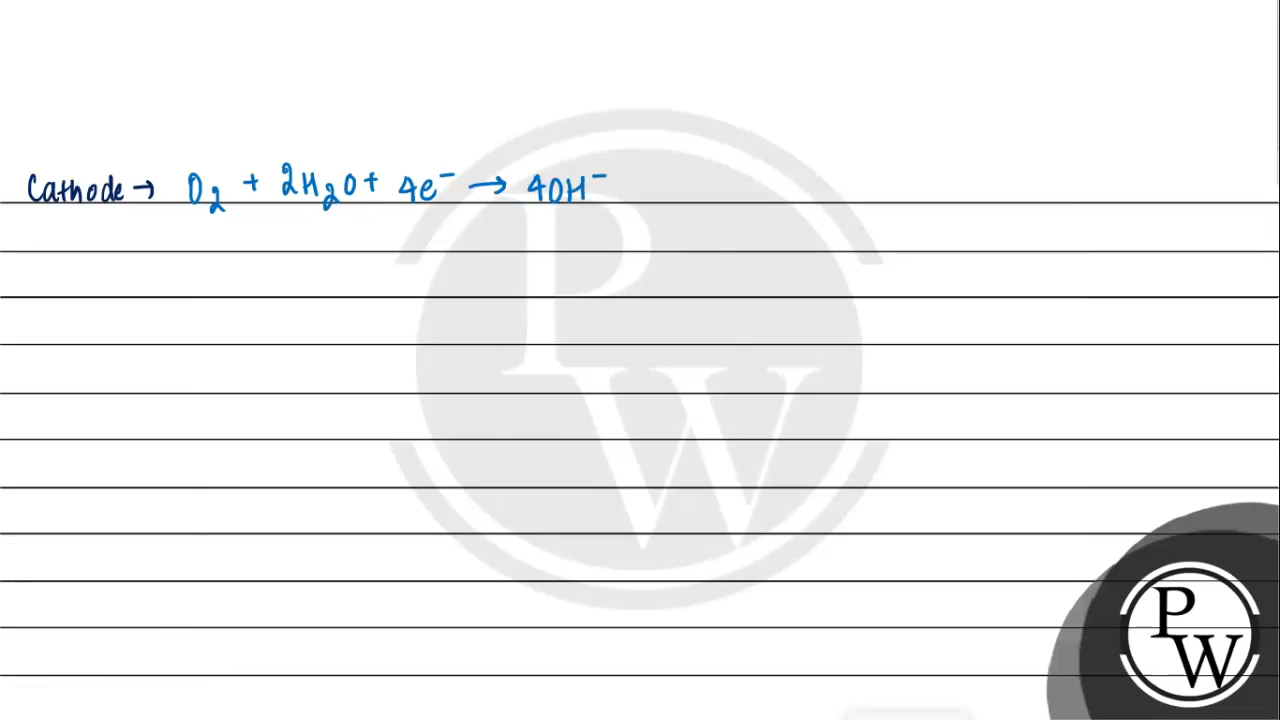 Cathode → O₂ + 2H₂O + 4e⁻ → 4OH⁻
P
W
P
W